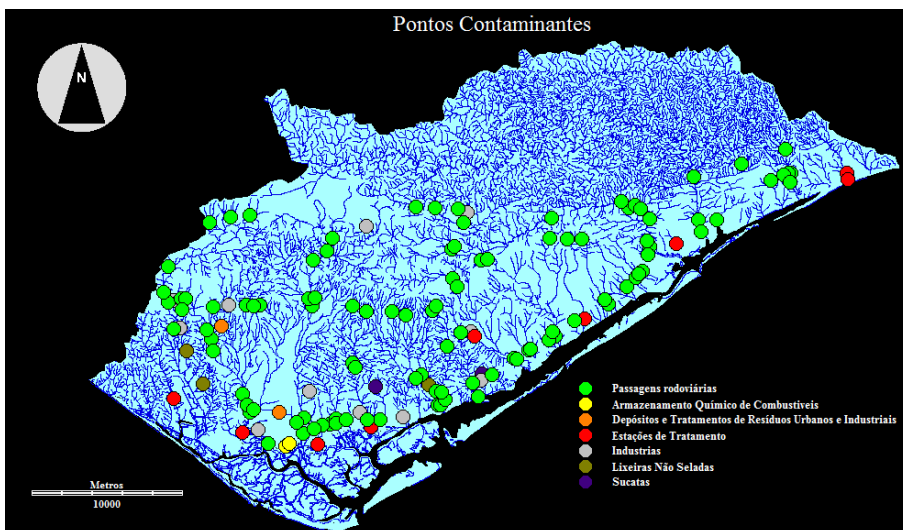 Pontos Contaminantes
N
Passagens rodoviárias
Armazenamento Químico de Combustíveis
Depósitos e Tratamentos de Resíduos Urbanos e Industriais
Estações de Tratamento
Industrias
Lixeiras Não Seladas
Sucatas
Metros
10000